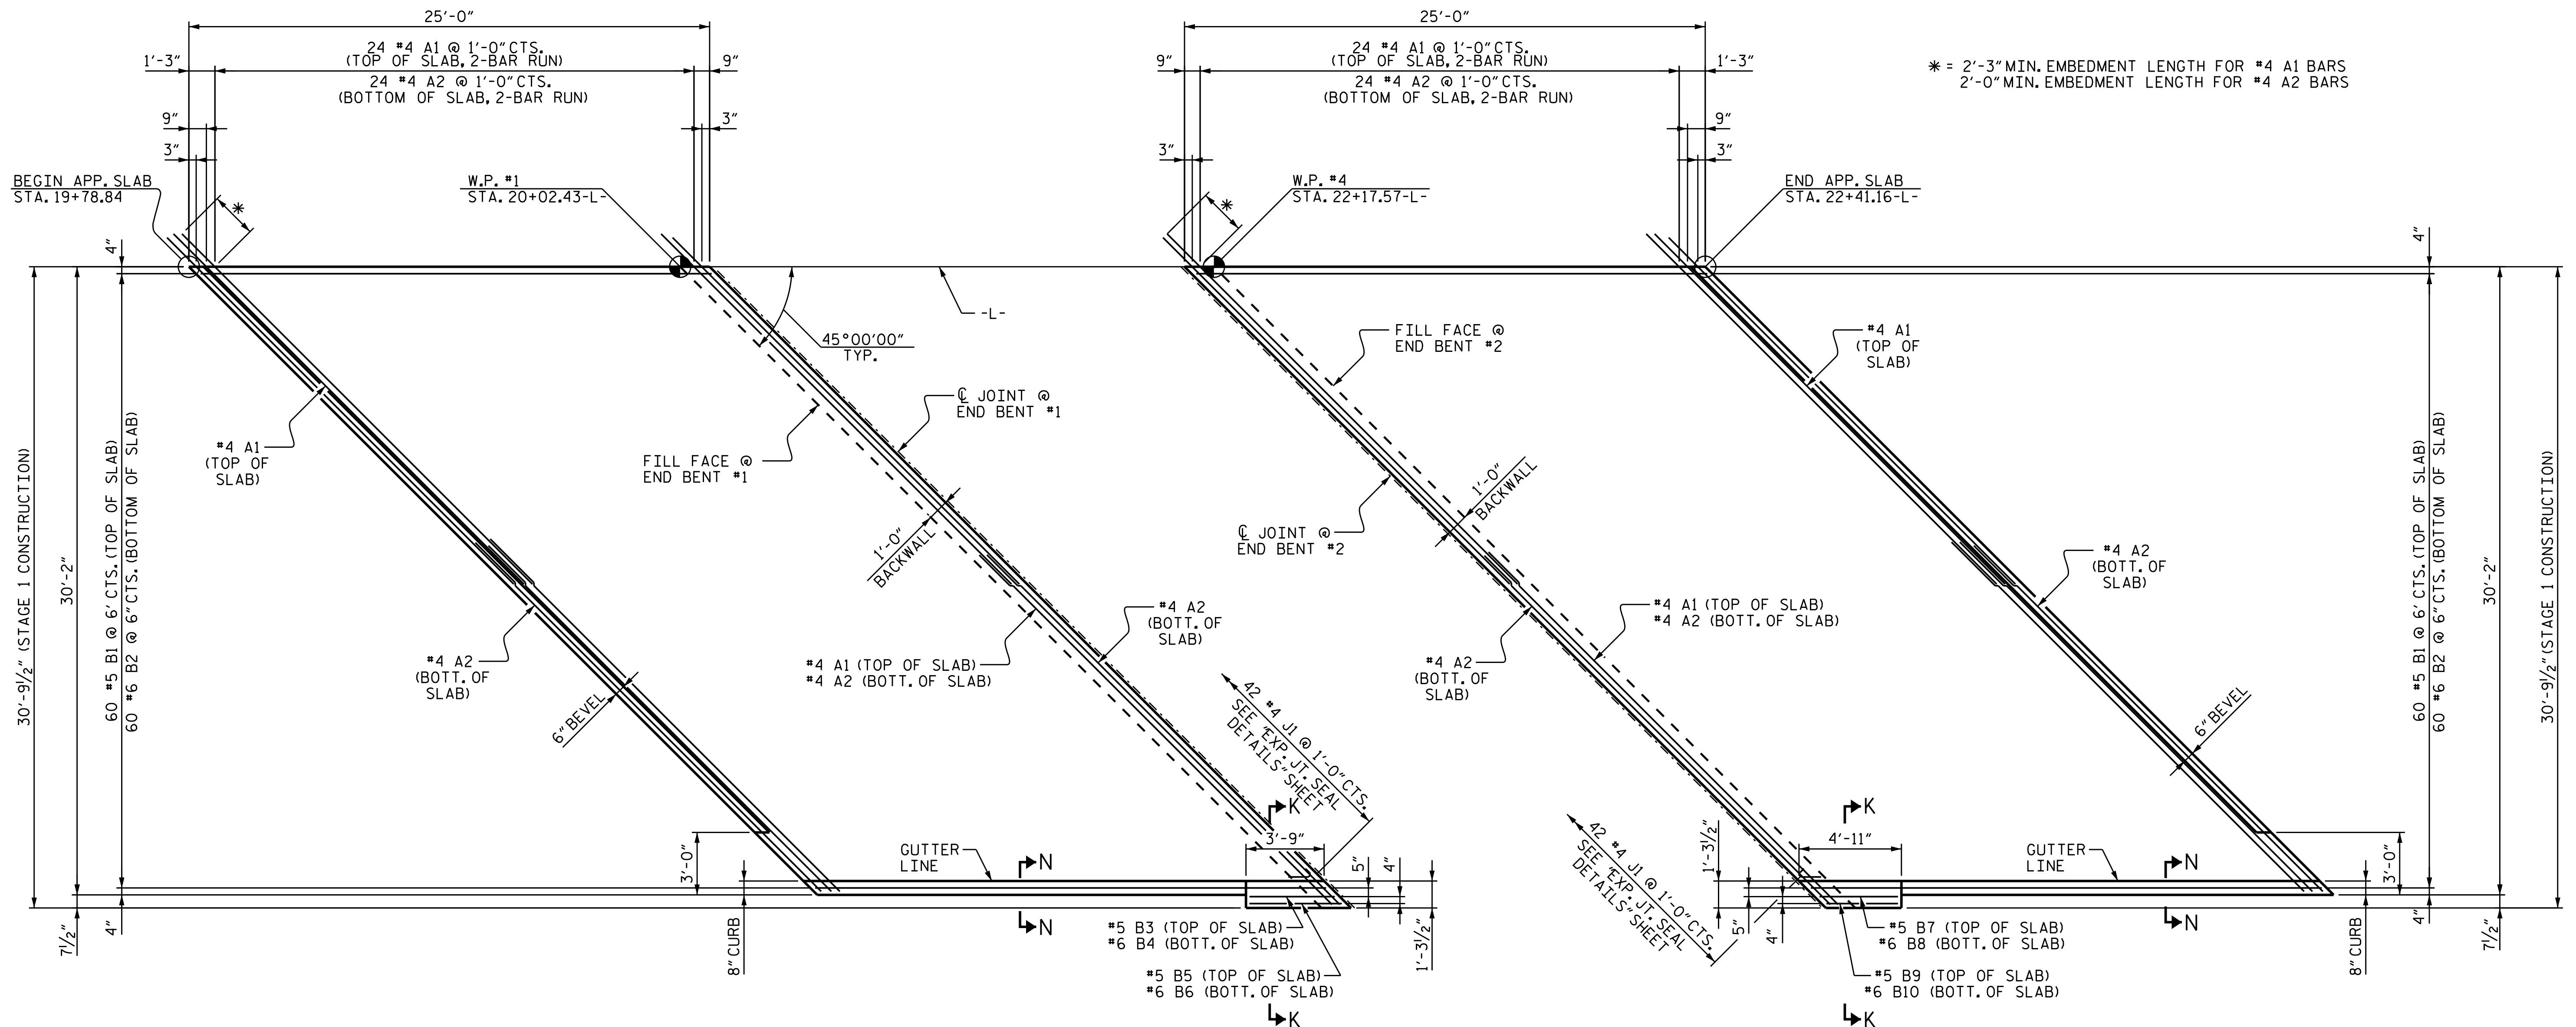 25'-0"
25'-0"
24 #4 A1 @ 1'-0" CTS.
(TOP OF SLAB, 2-BAR RUN)
1'-3"
9"
24 #4 A2 @ 1'-0" CTS.
(BOTTOM OF SLAB, 2-BAR RUN)
24 #4 A1 @ 1'-0" CTS.
(TOP OF SLAB, 2-BAR RUN)
9"
1'-3"
24 #4 A2 @ 1'-0" CTS.
(BOTTOM OF SLAB, 2-BAR RUN)
* = 2'-3" MIN. EMBEDMENT LENGTH FOR #4 A1 BARS
2'-0" MIN. EMBEDMENT LENGTH FOR #4 A2 BARS
9"
3"
9"
3"
3"
3"
BEGIN APP. SLAB
STA. 19+78.84
*
W.P. #1
STA. 20+02.43-L-
*
W.P. #4
STA. 22+17.57-L-
END APP. SLAB
STA. 22+41.16-L-
4"
4"
-L-
45°00'00"
TYP.
FILL FACE @
END BENT #2
#4 A1
(TOP OF
SLAB)
℄ JOINT @
END BENT #1
#4 A1
(TOP OF
SLAB)
FILL FACE @
END BENT #1
1'-0"
BACKWALL
1'-0"
BACKWALL
℄ JOINT @
END BENT #2
#4 A2
(BOTT. OF
SLAB)
30'-9½" (STAGE 1 CONSTRUCTION)
30'-2"
60 #5 B1 @ 6' CTS. (TOP OF SLAB)
60 #6 B2 @ 6" CTS. (BOTTOM OF SLAB)
60 #5 B1 @ 6' CTS. (TOP OF SLAB)
60 #6 B2 @ 6" CTS. (BOTTOM OF SLAB)
30'-2"
30'-9½" (STAGE 1 CONSTRUCTION)
#4 A2
(BOTT. OF
SLAB)
#4 A1 (TOP OF SLAB)
#4 A2 (BOTT. OF SLAB)
#4 A2
(BOTT. OF
SLAB)
#4 A1 (TOP OF SLAB)
#4 A2 (BOTT. OF SLAB)
#4 A2
(BOTT. OF
SLAB)
6" BEVEL
6" BEVEL
42 #4 J1 @ 1'-0" CTS.
SEE "EXP. JT. SEAL
DETAILS" SHEET
42 #4 J1 @ 1'-0" CTS.
SEE "EXP. JT. SEAL
DETAILS" SHEET
K
K
3'-9"
4'-11"
3'-0"
GUTTER
LINE
N
5"
4"
1'-3½"
GUTTER
LINE
N
3'-0"
7½"
4"
8" CURB
N
#5 B3 (TOP OF SLAB)
#6 B4 (BOTT. OF SLAB)
1'-3½"
5"
4"
#5 B7 (TOP OF SLAB)
#6 B8 (BOTT. OF SLAB)
N
8" CURB
4"
7½"
#5 B5 (TOP OF SLAB)
#6 B6 (BOTT. OF SLAB)
#5 B9 (TOP OF SLAB)
#6 B10 (BOTT. OF SLAB)
K
K